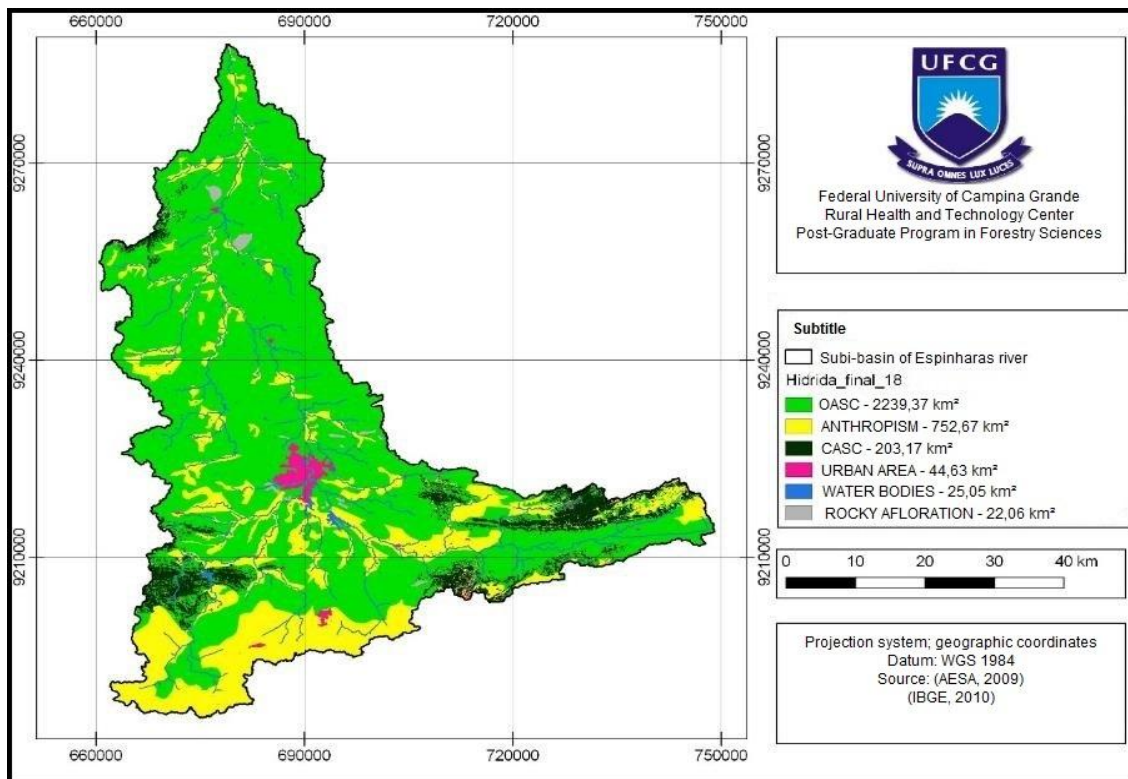 660000 690000 720000 750000
9270000
9240000
9210000
9270000
9240000
9210000
660000 690000 720000 750000
UFCG
SUPRA OMNES LUX LUCES
Federal University of Campina Grande
Rural Health and Technology Center
Post-Graduate Program in Forestry Sciences
Subtitle
Subi-basin of Espinharas river
Hidrida_final_18
OASC - 2239,37 km²
ANTHROPISM - 752,67 km²
CASC - 203,17 km²
URBAN AREA - 44,63 km²
WATER BODIES - 25,05 km²
ROCKY AFLORATION - 22,06 km²
0 10 20 30 40 km
Projection system; geographic coordinates
Datum: WGS 1984
Source: (AESA, 2009)
(IBGE, 2010)